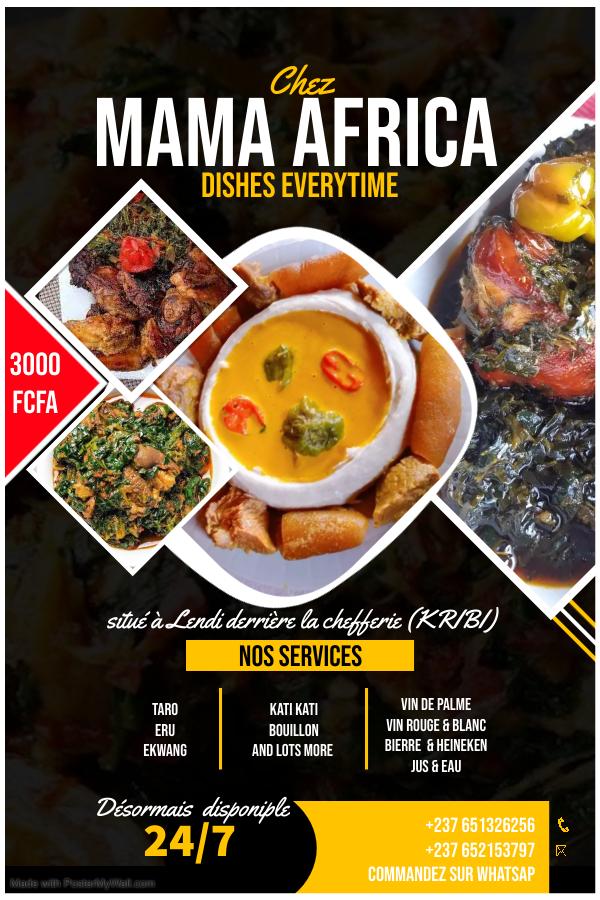 Chez
MAMA AFRICA
DISHES EVERYTIME
3000
FCFA
situé à Lendi derrière la chefferie (KRIBI)
NOS SERVICES
TARO
ERU
EKWANG
KATI KATI
BOUILLON
AND LOTS MORE
VIN DE PALME
VIN ROUGE & BLANC
BIERRE & HEINEKEN
JUS & EAU
Désormais disponiple
24/7
+237 651326256
+237 652153797
COMMANDEZ SUR WHATSAP
Made with PosterMyWall.com